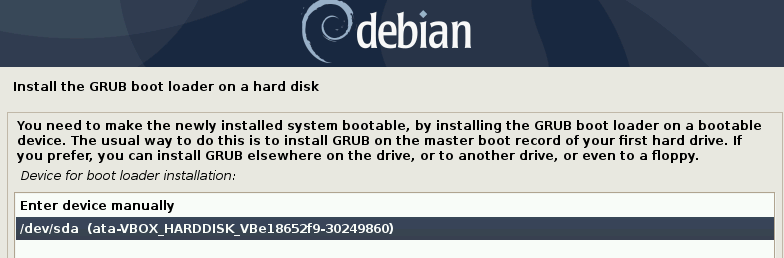 debian
Install the GRUB boot loader on a hard disk
You need to make the newly installed system bootable, by installing the GRUB boot loader on a bootable
device. The usual way to do this is to install GRUB on the master boot record of your first hard drive. If
you prefer, you can install GRUB elsewhere on the drive, or to another drive, or even to a floppy.
Device for boot loader installation:
Enter device manually
/dev/sda  (ata-VBOX_HARDDISK_VBe18652f9-30249860)